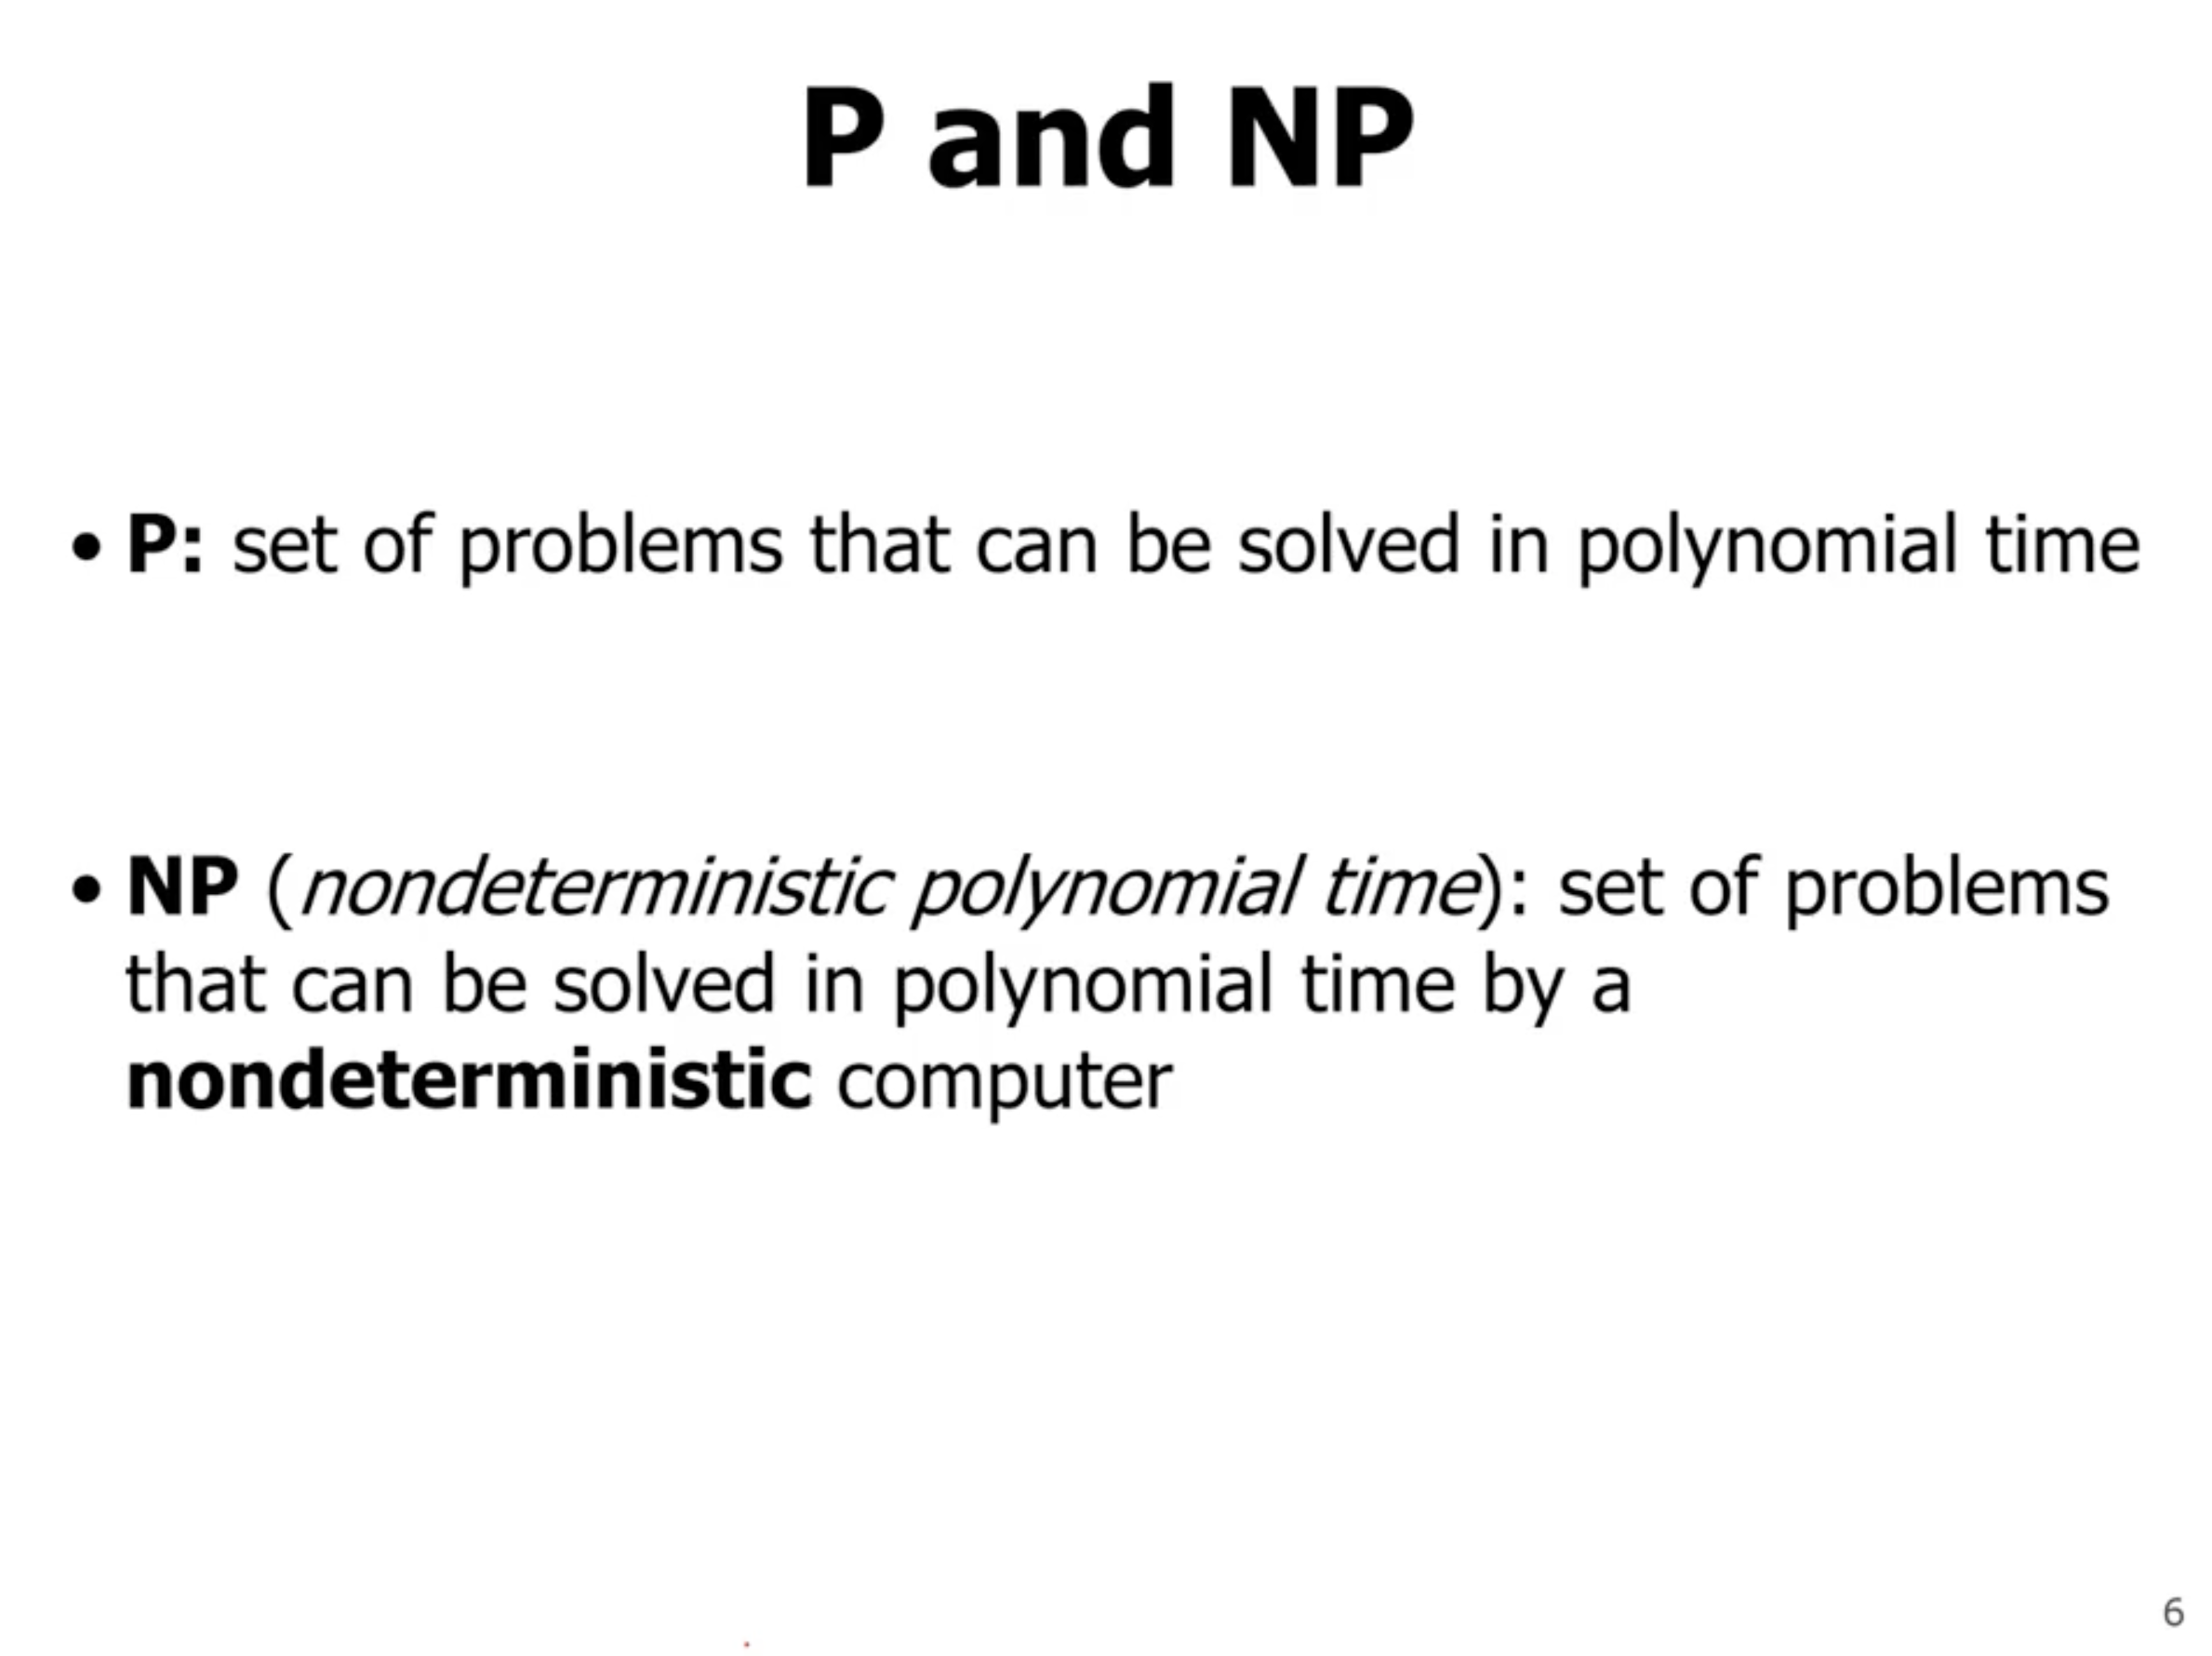 P and NP
• P: set of problems that can be solved in polynomial time
• NP (nondeterministic polynomial time): set of problems
that can be solved in polynomial time by a
nondeterministic computer
6